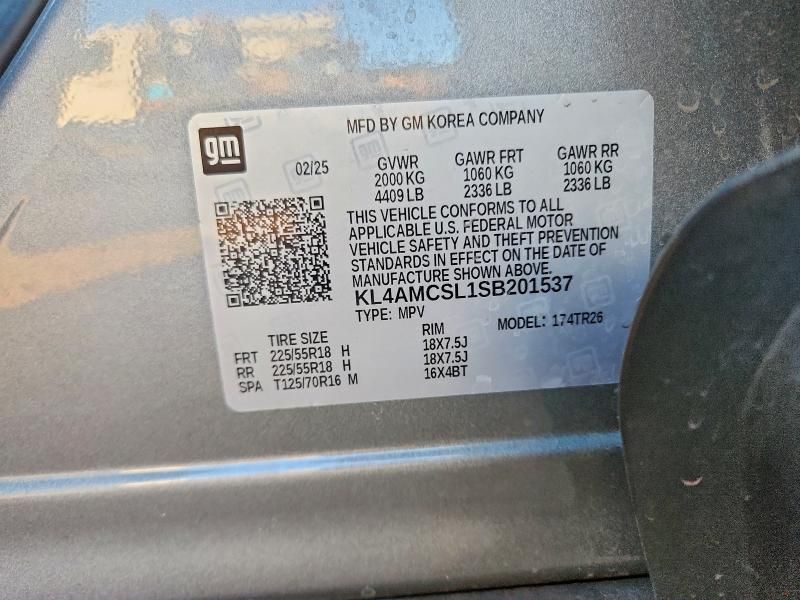 gm
MFD BY GM KOREA COMPANY
02/25
GVWR GAWR FRT GAWR RR
2000 KG 1060 KG 1060 KG
4409 LB 2336 LB 2336 LB
THIS VEHICLE CONFORMS TO ALL
APPLICABLE U.S. FEDERAL MOTOR
VEHICLE SAFETY AND THEFT PREVENTION
STANDARDS IN EFFECT ON THE DATE OF
MANUFACTURE SHOWN ABOVE.
KL4AMCSL1SB201537
TYPE: MPV MODEL: 174TR26
TIRE SIZE RIM
FRT 225/55R18 H 18X7.5J
RR 225/55R18 H 18X7.5J
SPA T125/70R16 M 16X4BT